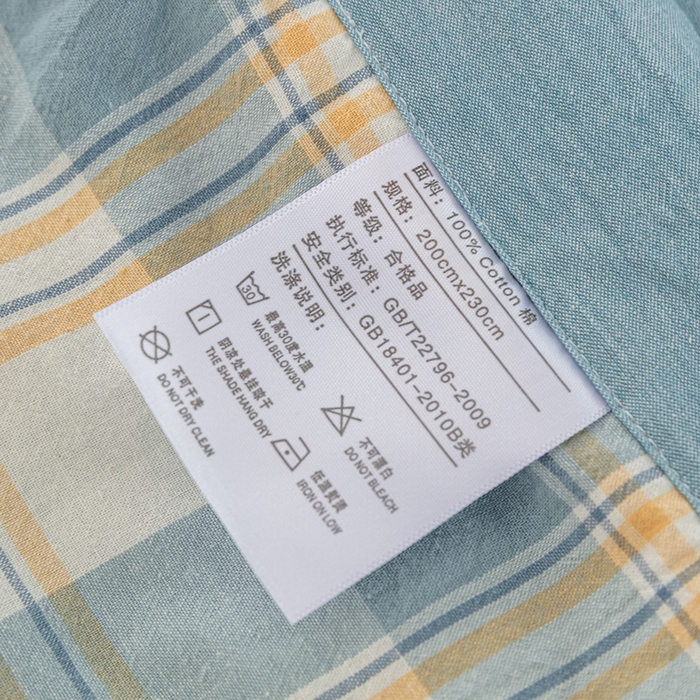 面料: 100% Cotton 棉
规格: 200cmx230cm
等级: 合格品
执行标准: GB/T22796-2009
安全类别: GB18401-2010B类
洗涤说明:
30
最高30度水温
WASH BELOW30℃
不可漂白
DO NOT BLEACH
阴凉处悬挂晾干
THE SHADE HANG DRY
低温熨烫
IRON ON LOW
不可干洗
DO NOT DRY CLEAN